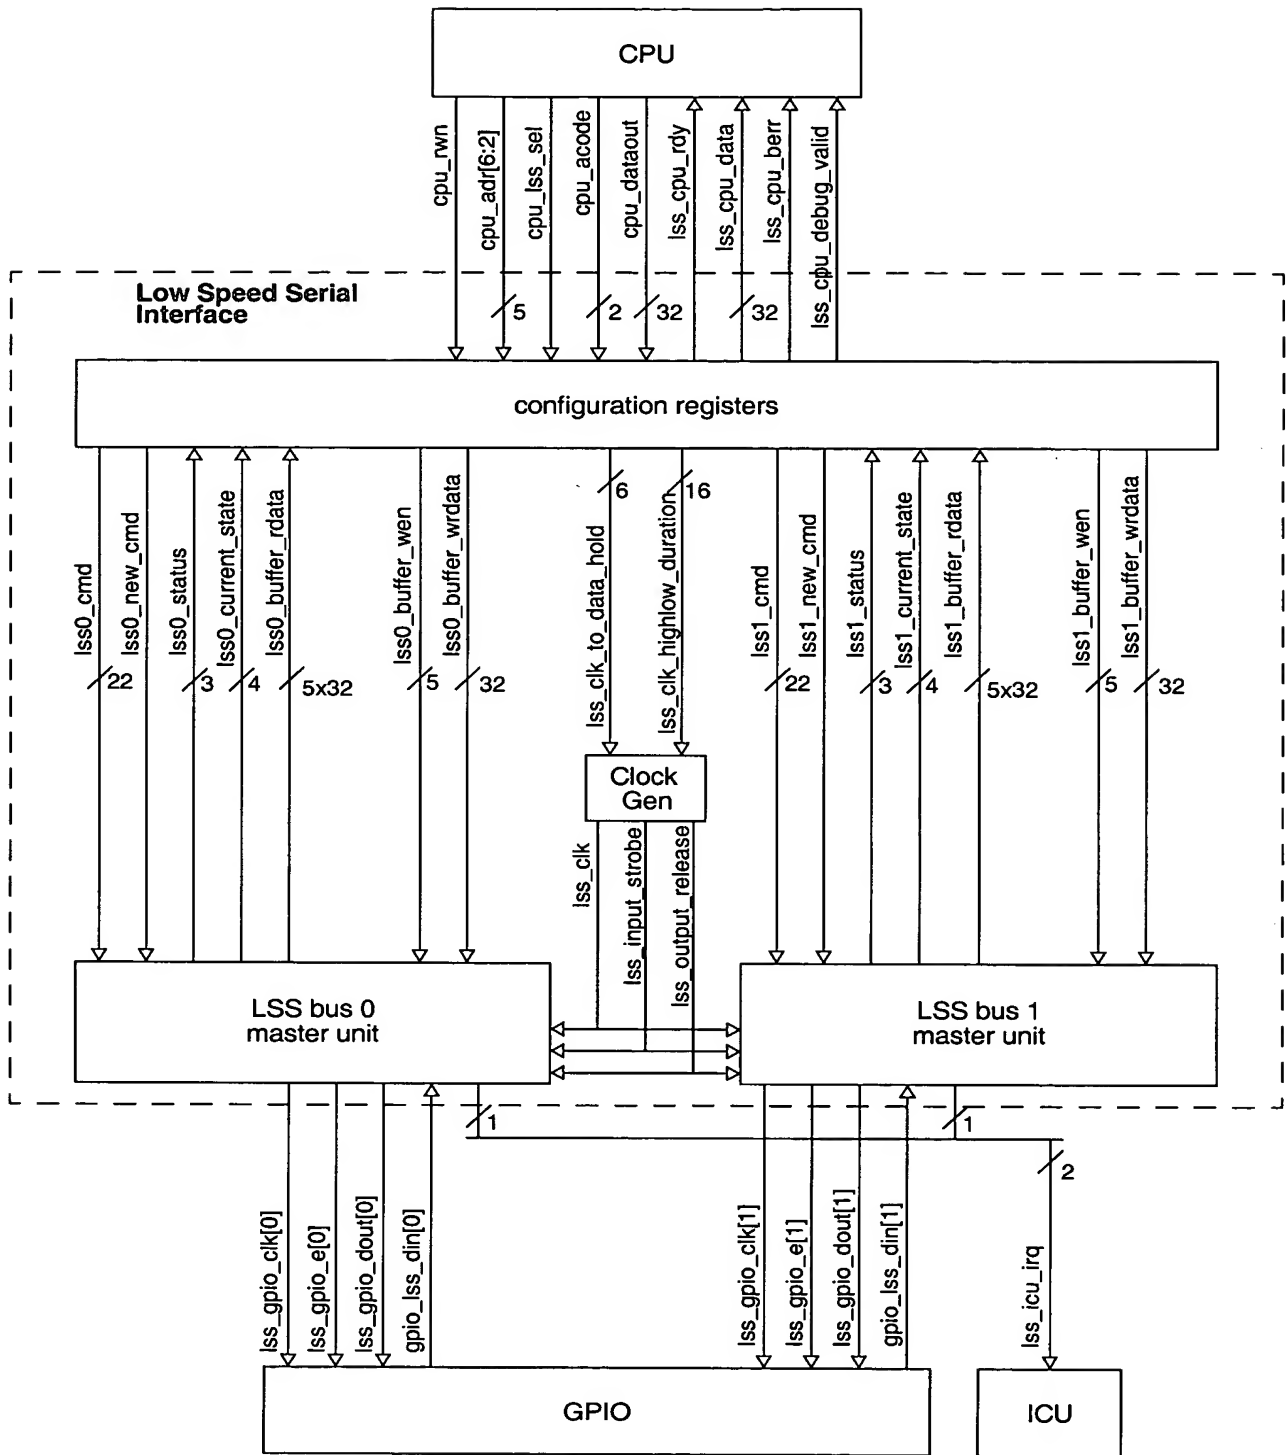 CPU
cpu_rwn
cpu_adr[6:2]
cpu_lss_sel
cpu_acode
cpu_dataout
lss_cpu_rdy
lss_cpu_data
lss_cpu_berr
lss_cpu_debug_valid
Low Speed Serial
Interface
5
2
32
32
configuration registers
6
16
lss0_cmd
lss0_new_cmd
lss0_status
lss0_current_state
lss0_buffer_rdata
lss0_buffer_wen
lss0_buffer_wrdata
lss_clk_to_data_hold
lss_clk_highlow_duration
lss1_cmd
lss1_new_cmd
lss1_status
lss1_current_state
lss1_buffer_rdata
lss1_buffer_wen
lss1_buffer_wrdata
22
3
4
5x32
5
32
22
3
4
5x32
5
32
Clock
Gen
lss_clk
lss_input_strobe
lss_output_release
LSS bus 0
master unit
LSS bus 1
master unit
1
1
2
lss_gpio_clk[0]
lss_gpio_e[0]
lss_gpio_dout[0]
gpio_lss_din[0]
lss_gpio_clk[1]
lss_gpio_e[1]
lss_gpio_dout[1]
gpio_lss_din[1]
lss_icu_irq
GPIO
ICU